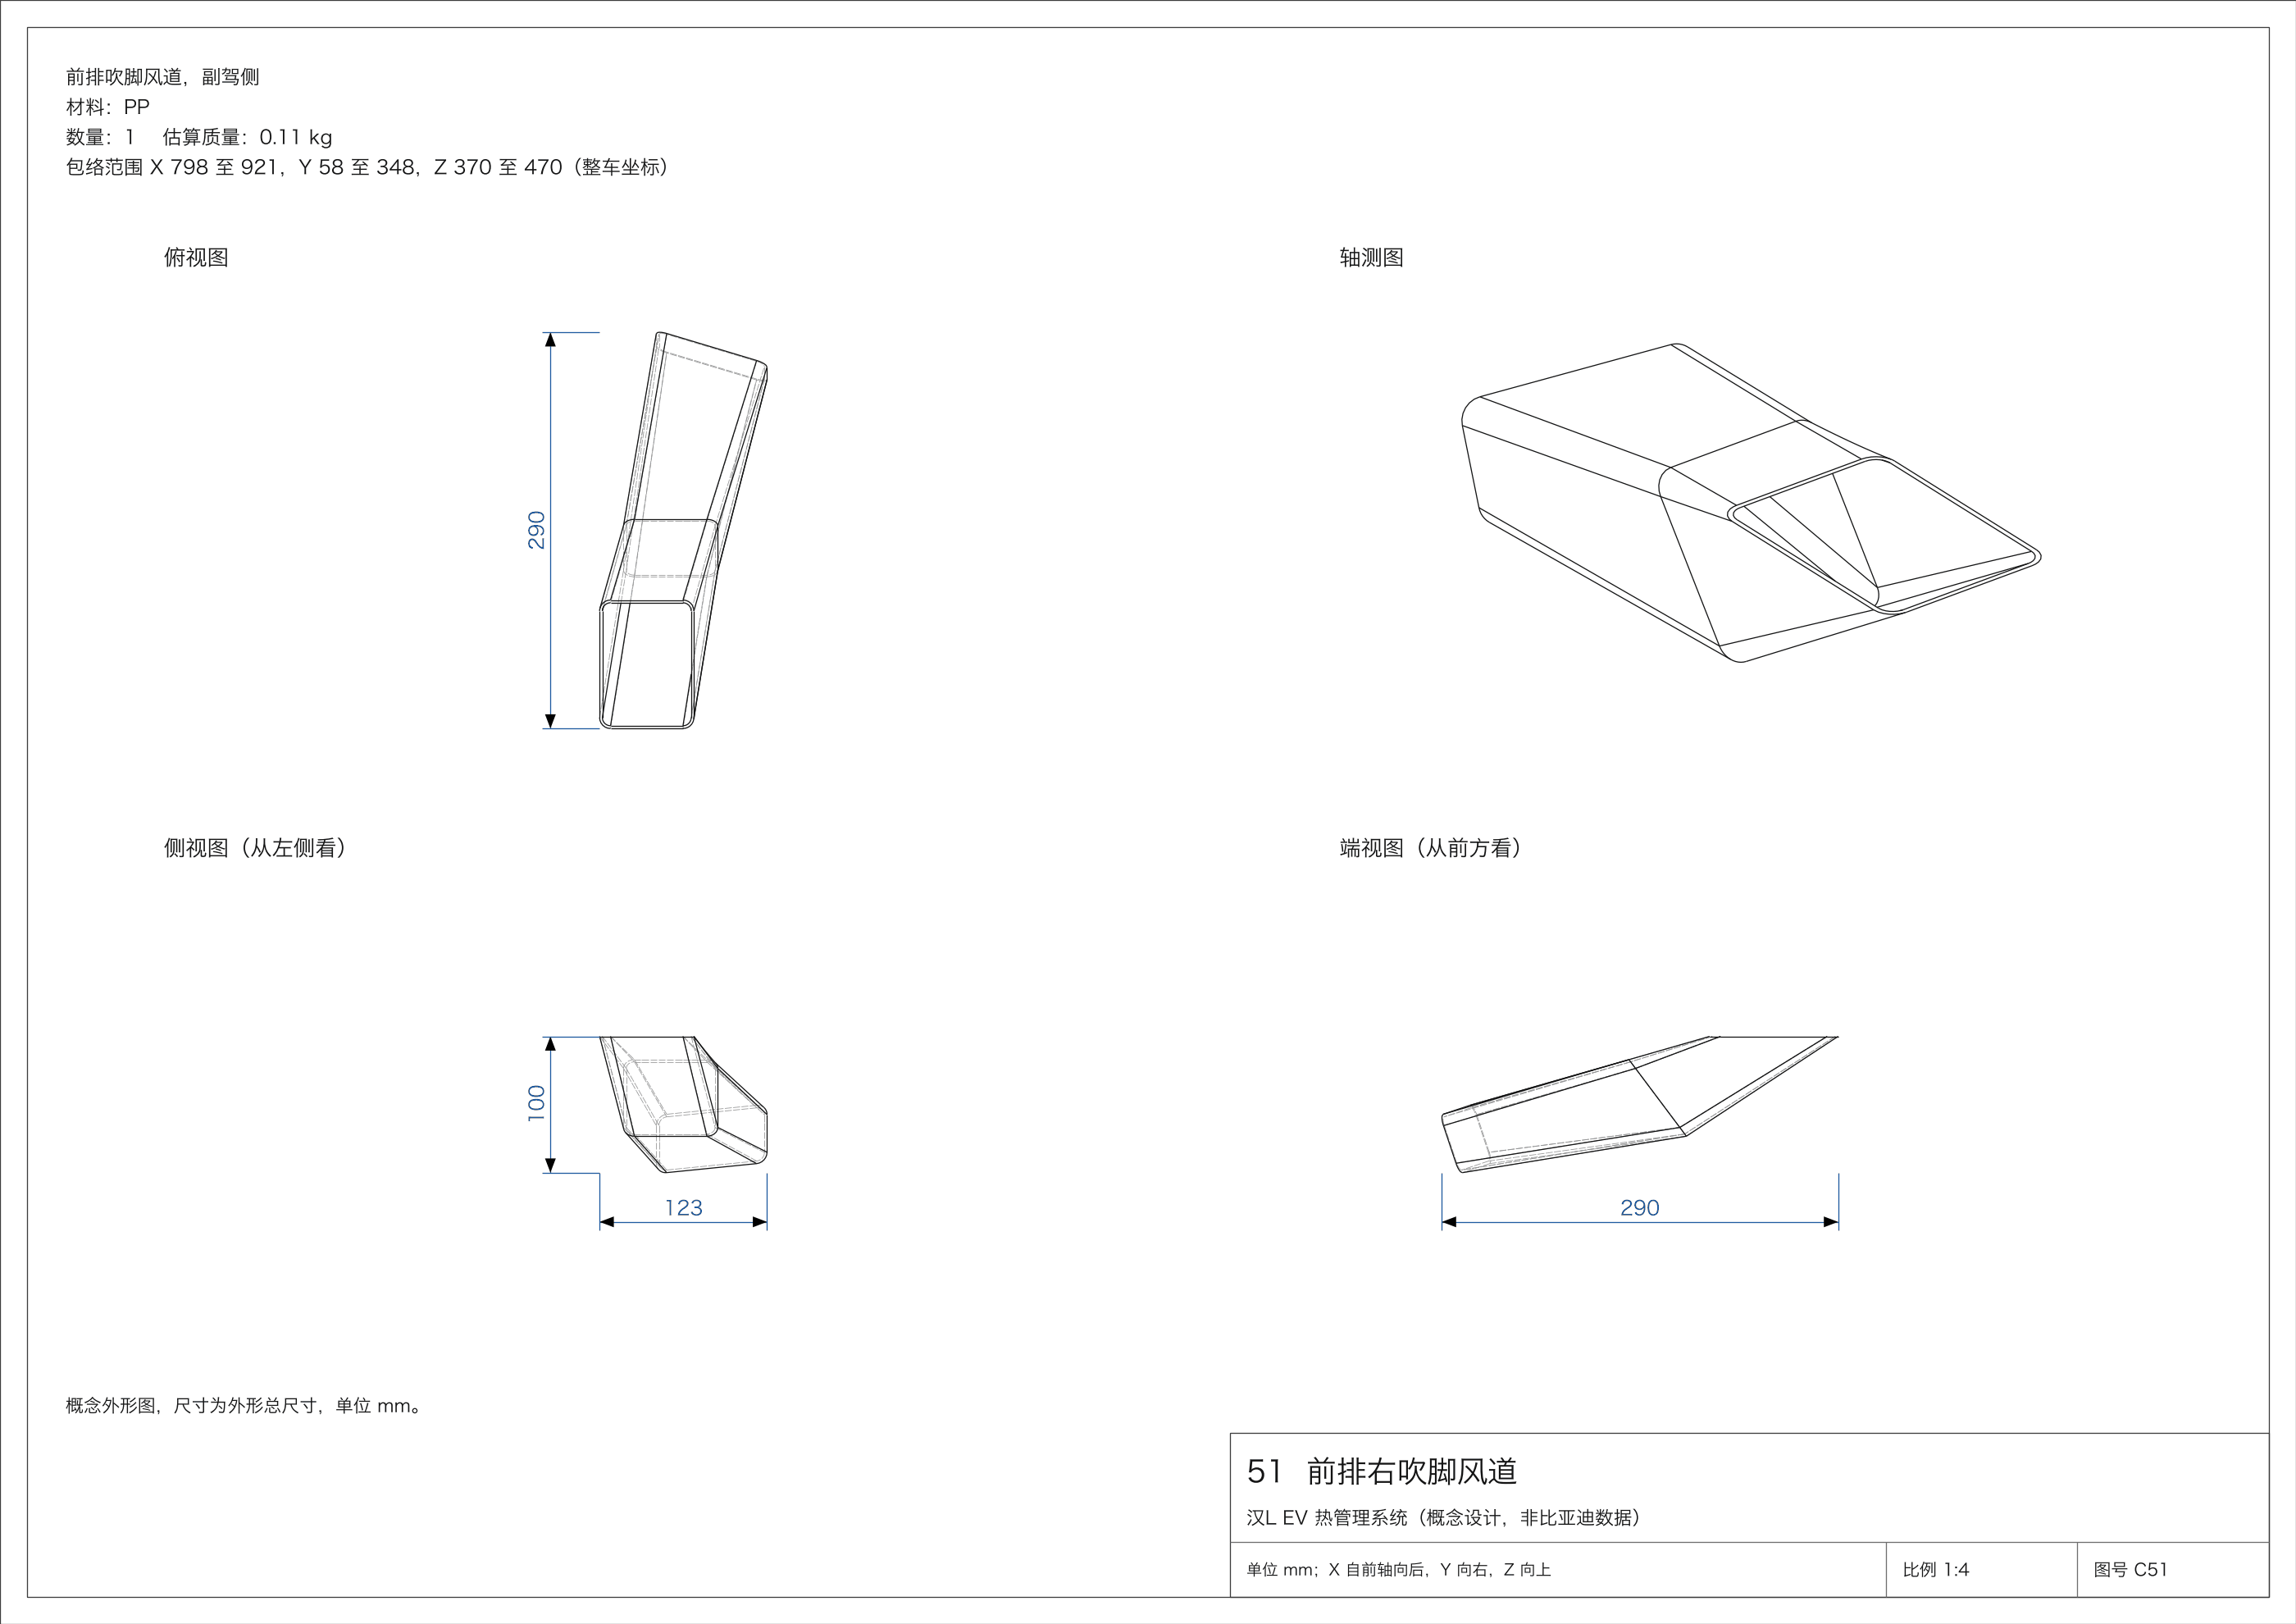 前排吹脚风道，副驾侧
材料：PP
数量：1　估算质量：0.11 kg
包络范围 X 798 至 921，Y 58 至 348，Z 370 至 470（整车坐标）
俯视图
轴测图
290
侧视图（从左侧看）
端视图（从前方看）
100
123
290
概念外形图，尺寸为外形总尺寸，单位 mm。
51 前排右吹脚风道
汉L EV 热管理系统（概念设计，非比亚迪数据）
单位 mm；X 自前轴向后，Y 向右，Z 向上
比例 1:4
图号 C51